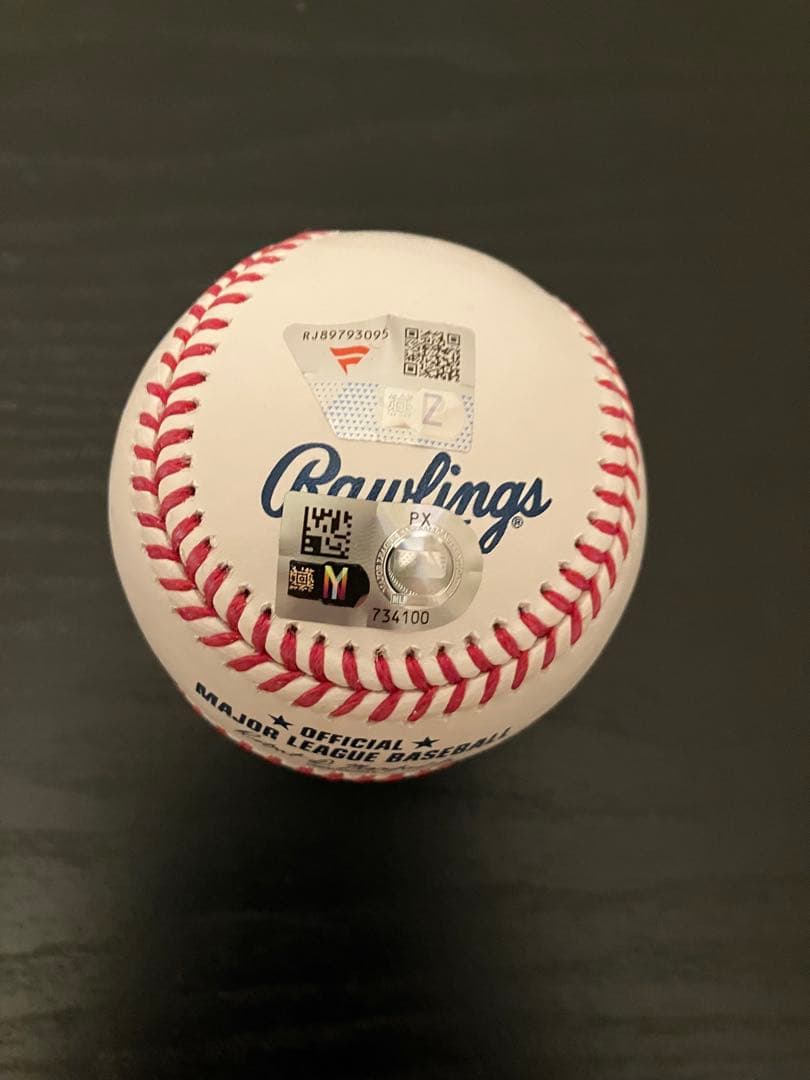 RJ89793095
Z
Rawlings®
PX
M
734100
★ OFFICIAL ★
MAJOR LEAGUE BASEBALL